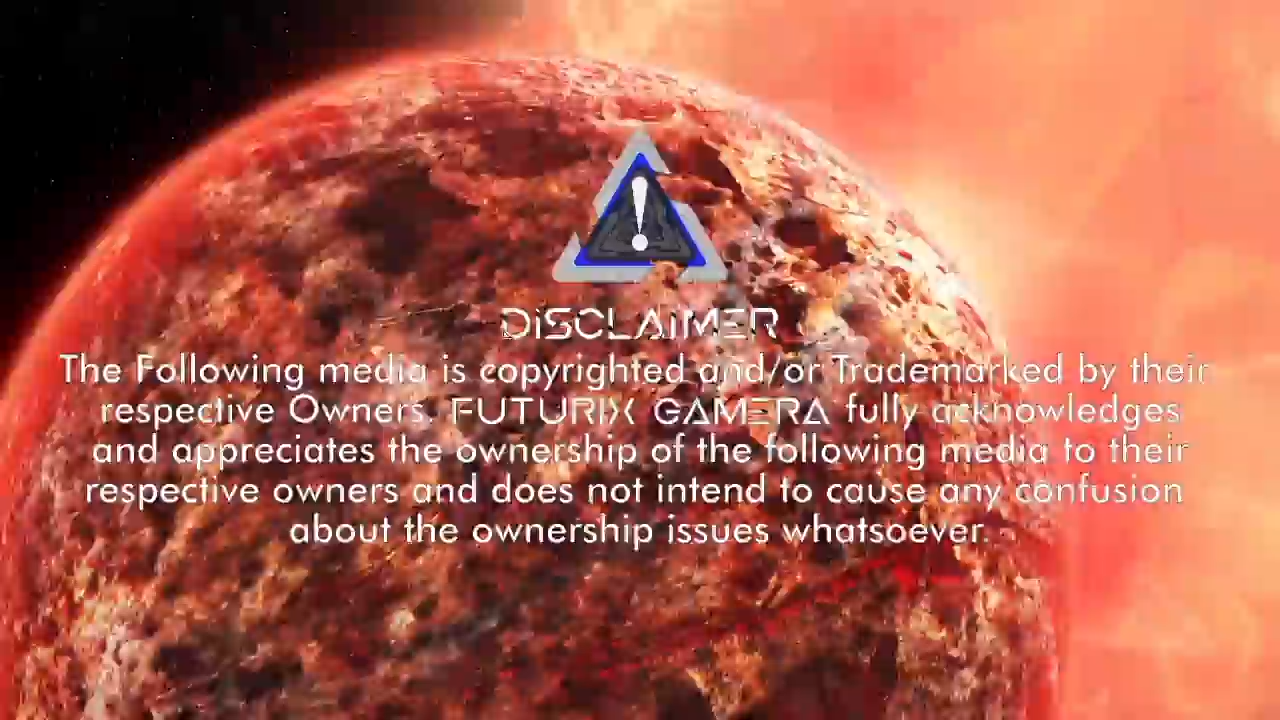 DiSCLAiMER
The Following media is copyrighted and/or Trademarked by their
respective Owners. FUTURIX GAMERA fully acknowledges
and appreciates the ownership of the following media to their
respective owners and does not intend to cause any confusion
about the ownership issues whatsoever.